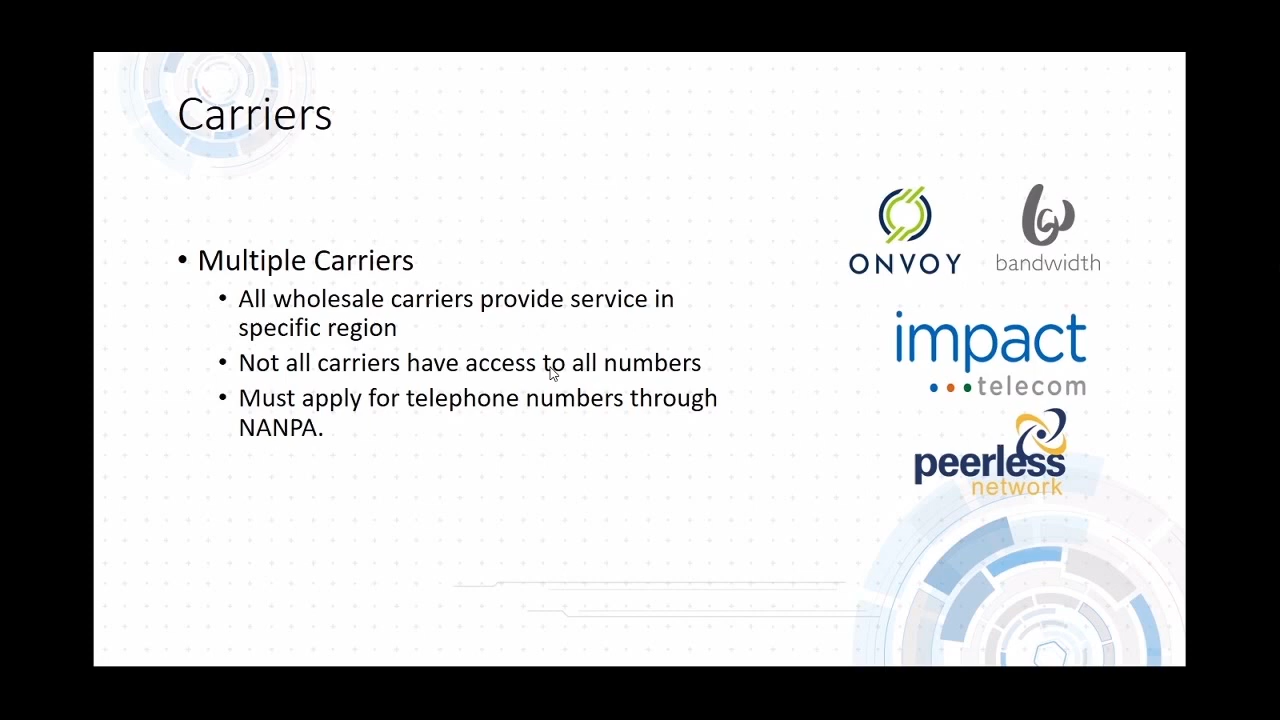 Carriers
• Multiple Carriers
• All wholesale carriers provide service in
specific region
• Not all carriers have access to all numbers
• Must apply for telephone numbers through
NANPA.
ONVOY
bandwidth
impact
telecom
peerless
network